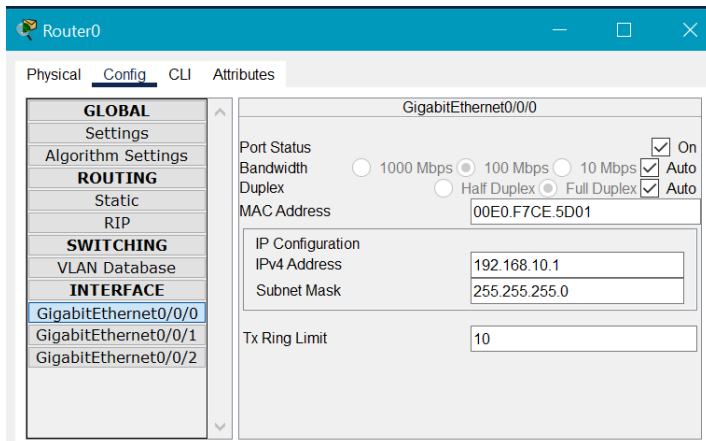 Router0
Physical Config CLI Attributes
GLOBAL
Settings
Algorithm Settings
ROUTING
Static
RIP
SWITCHING
VLAN Database
INTERFACE
GigabitEthernet0/0/0
GigabitEthernet0/0/1
GigabitEthernet0/0/2
GigabitEthernet0/0/0
Port Status On
Bandwidth 1000 Mbps 100 Mbps 10 Mbps Auto
Duplex Half Duplex Full Duplex Auto
MAC Address 00E0.F7CE.5D01
IP Configuration
IPv4 Address 192.168.10.1
Subnet Mask 255.255.255.0
Tx Ring Limit 10